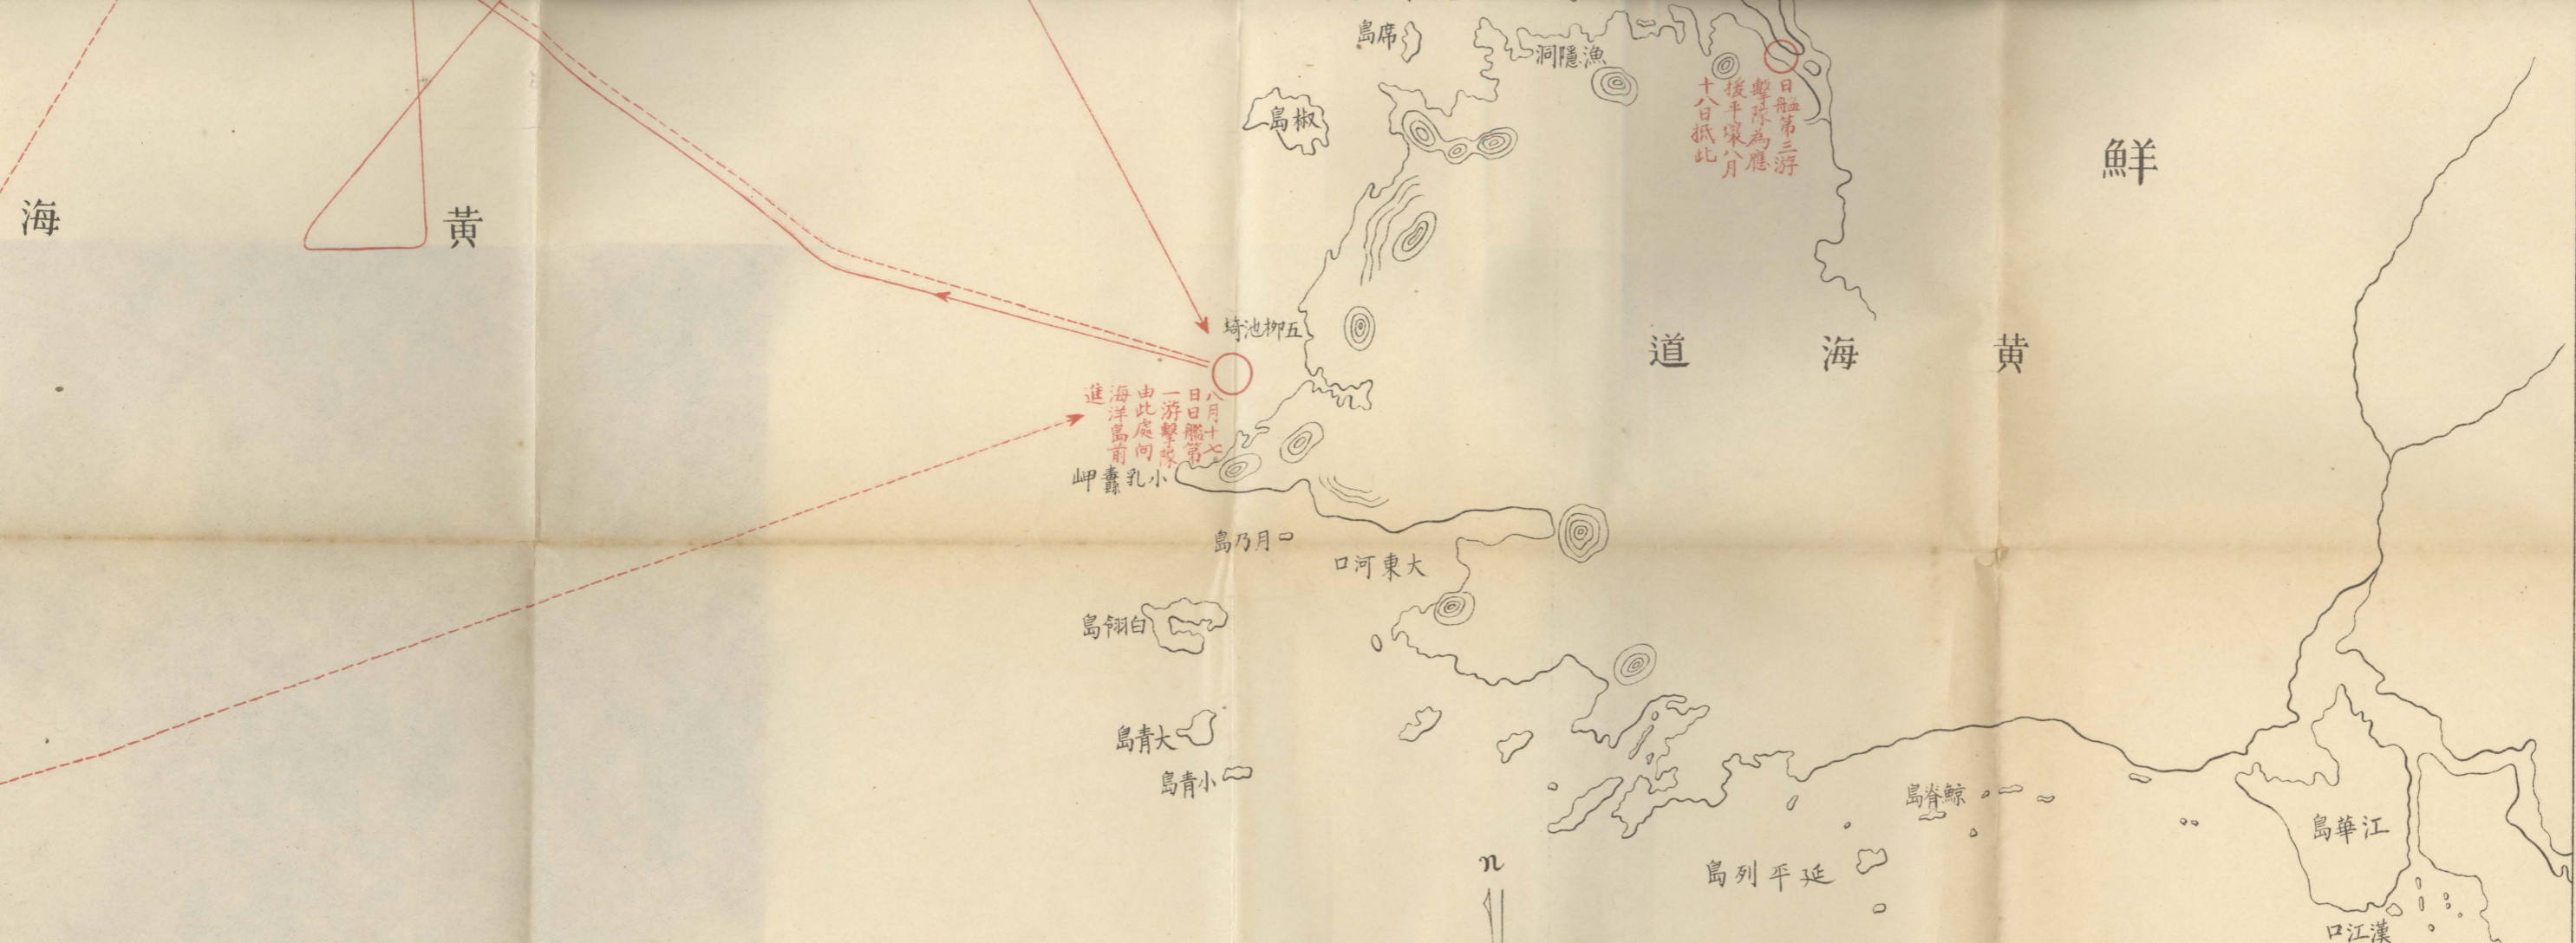 席島
漁隱洞
椒島
日艦第三游
擊隊為應
援平壤八月
十八日抵此
鮮
黃海
黃海道
五柳池埼
八月十七
日日艦第
一游擊隊
由此處向
海洋島前
進
小乳纛岬
月乃島
大東河口
白翎島
大青島
小青島
鯨脊島
江華島
延平列島
n
漢江口